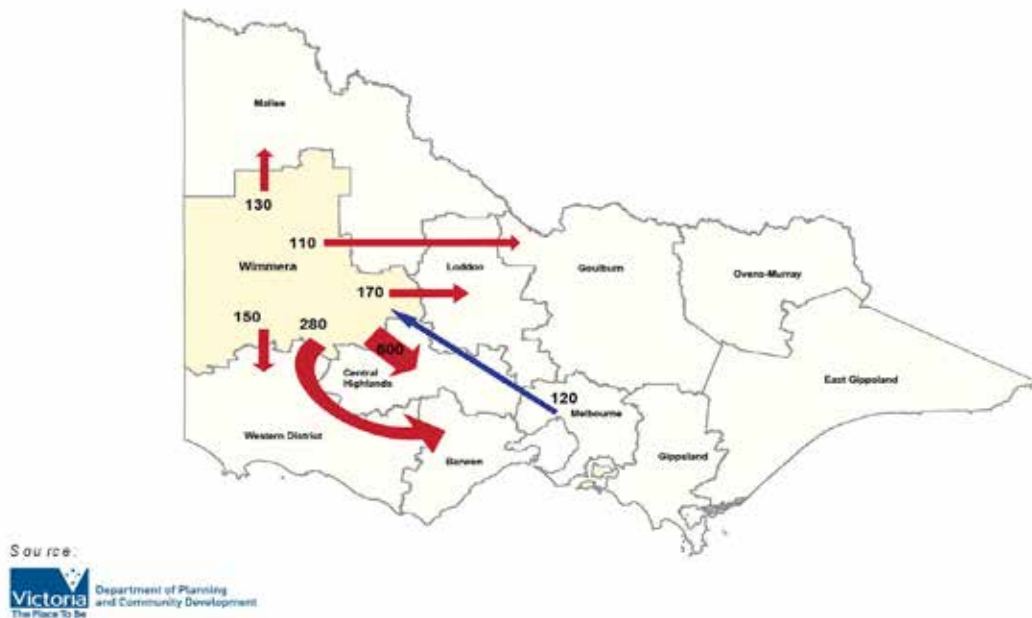 Mallee
130
110
Wimmera
Loddon
Goulburn
Ovens-Murray
170
150
280
600
Central
Highlands
East Gippsland
120
Melbourne
Western District
Barwon
Gippsland
Source:
Victoria
The Place To Be
Department of Planning
and Community Development